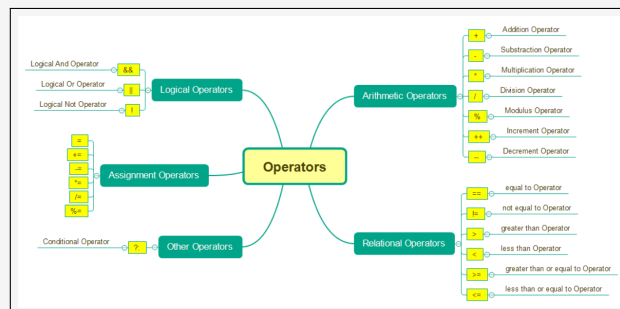 Operators
Logical Operators
&&
Logical And Operator
||
Logical Or Operator
!
Logical Not Operator
Assignment Operators
=
+=
-=
*=
/=
%=
Other Operators
?
Conditional Operator
Arithmetic Operators
+
Addition Operator
-
Substraction Operator
*
Multiplication Operator
/
Division Operator
%
Modulus Operator
++
Increment Operator
--
Decrement Operator
Relational Operators
==
equal to Operator
!=
not equal to Operator
>
greater than Operator
<
less than Operator
>=
greater than or equal to Operator
<=
less than or equal to Operator